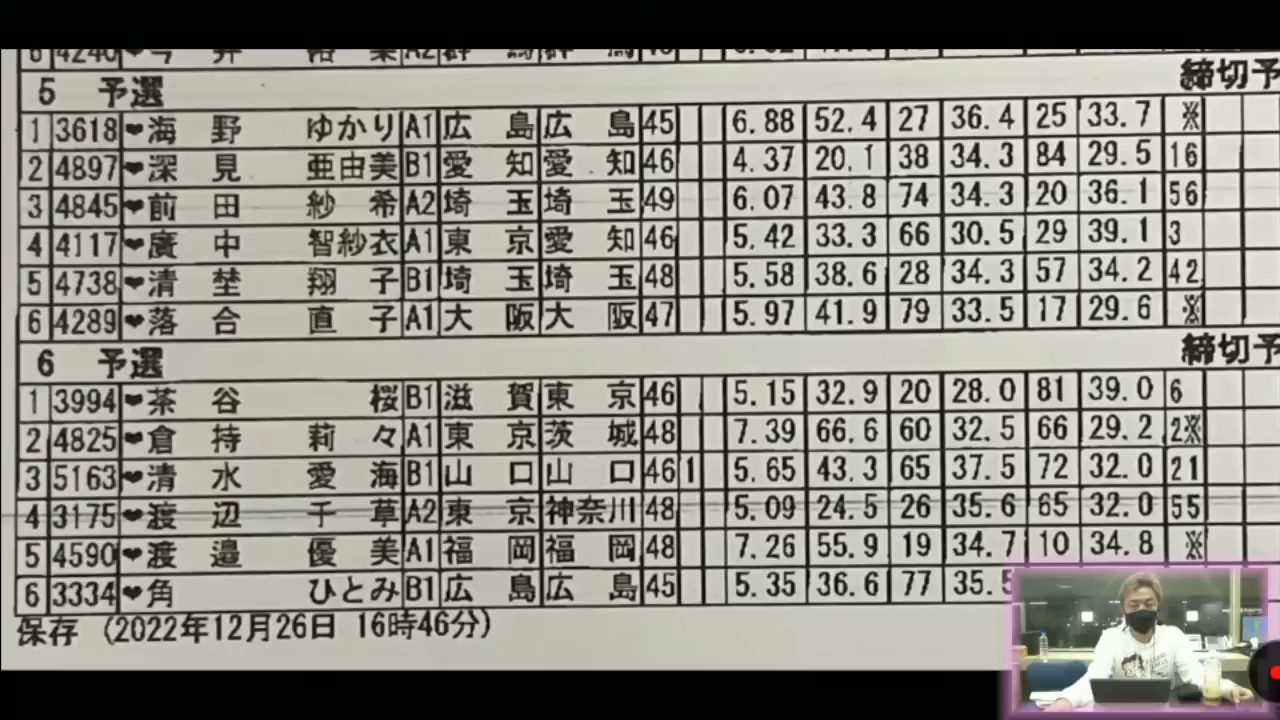 5 予選 締切予
1 3618 ❤海野 ゆかり A1 広島 広島 45 6.88 52.4 27 36.4 25 33.7 ※
2 4897 ❤深見 亜由美 B1 愛知 愛知 46 4.37 20.1 38 34.3 84 29.5 16
3 4845 ❤前田 紗希 A2 埼玉 埼玉 49 6.07 43.8 74 34.3 20 36.1 56
4 4117 ❤廣中 智紗衣 A1 東京 愛知 46 5.42 33.3 66 30.5 29 39.1 3
5 4738 ❤清埜 翔子 B1 埼玉 埼玉 48 5.58 38.6 28 34.3 57 34.2 42
6 4289 ❤落合 直子 A1 大阪 大阪 47 5.97 41.9 79 33.5 17 29.6 ※
6 予選 締切予
1 3994 ❤茶谷 桜 B1 滋賀 東京 46 5.15 32.9 20 28.0 81 39.0 6
2 4825 ❤倉持 莉々 A1 東京 茨城 48 7.39 66.6 60 32.5 66 29.2 2※
3 5163 ❤清水 愛海 B1 山口 山口 46 1 5.65 43.3 65 37.5 72 32.0 21
4 3175 ❤渡辺 千草 A2 東京 神奈川 48 5.09 24.5 26 35.6 65 32.0 55
5 4590 ❤渡邉 優美 A1 福岡 福岡 48 7.26 55.9 19 34.7 10 34.8 ※
6 3334 ❤角 ひとみ B1 広島 広島 45 5.35 36.6 77 35.5
保存 (2022年12月26日 16時46分)